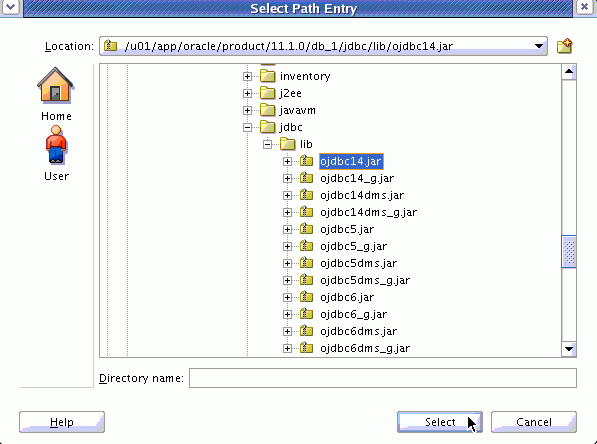 Select Path Entry
Location: /u01/app/oracle/product/11.1.0/db_1/jdbc/lib/ojdbc14.jar
Home
User
inventory
j2ee
javavm
jdbc
lib
ojdbc14.jar
ojdbc14_g.jar
ojdbc14dms.jar
ojdbc14dms_g.jar
ojdbc5.jar
ojdbc5_g.jar
ojdbc5dms.jar
ojdbc5dms_g.jar
ojdbc6.jar
ojdbc6_g.jar
ojdbc6dms.jar
ojdbc6dms_g.jar
Directory name:
Help Select Cancel